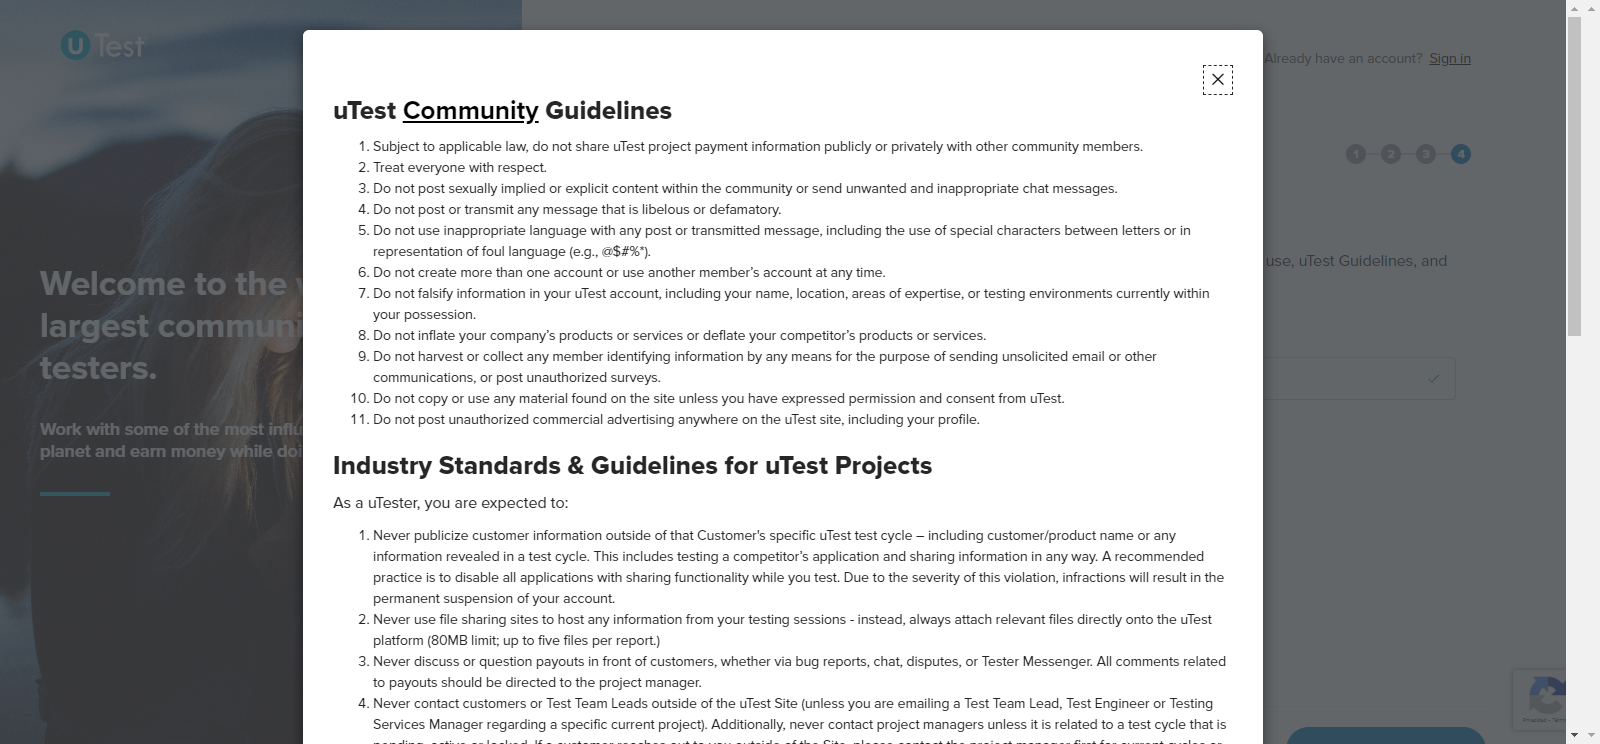 U Test
Already have an account? Sign in
1 2 3 4
uTest Community Guidelines
1. Subject to applicable law, do not share uTest project payment information publicly or privately with other community members.
2. Treat everyone with respect.
3. Do not post sexually implied or explicit content within the community or send unwanted and inappropriate chat messages.
4. Do not post or transmit any message that is libelous or defamatory.
5. Do not use inappropriate language with any post or transmitted message, including the use of special characters between letters or in
representation of foul language (e.g., @$#%*).
6. Do not create more than one account or use another member’s account at any time.
7. Do not falsify information in your uTest account, including your name, location, areas of expertise, or testing environments currently within
your possession.
8. Do not inflate your company’s products or services or deflate your competitor’s products or services.
9. Do not harvest or collect any member identifying information by any means for the purpose of sending unsolicited email or other
communications, or post unauthorized surveys.
10. Do not copy or use any material found on the site unless you have expressed permission and consent from uTest.
11. Do not post unauthorized commercial advertising anywhere on the uTest site, including your profile.
Industry Standards & Guidelines for uTest Projects
As a uTester, you are expected to:
1. Never publicize customer information outside of that Customer's specific uTest test cycle – including customer/product name or any
information revealed in a test cycle. This includes testing a competitor’s application and sharing information in any way. A recommended
practice is to disable all applications with sharing functionality while you test. Due to the severity of this violation, infractions will result in the
permanent suspension of your account.
2. Never use file sharing sites to host any information from your testing sessions - instead, always attach relevant files directly onto the uTest
platform (80MB limit; up to five files per report.)
3. Never discuss or question payouts in front of customers, whether via bug reports, chat, disputes, or Tester Messenger. All comments related
to payouts should be directed to the project manager.
4. Never contact customers or Test Team Leads outside of the uTest Site (unless you are emailing a Test Team Lead, Test Engineer or Testing
Services Manager regarding a specific current project). Additionally, never contact project managers unless it is related to a test cycle that is
Welcome to the
largest
testers.
Work with some of the most
planet and earn money while
use, uTest Guidelines, and